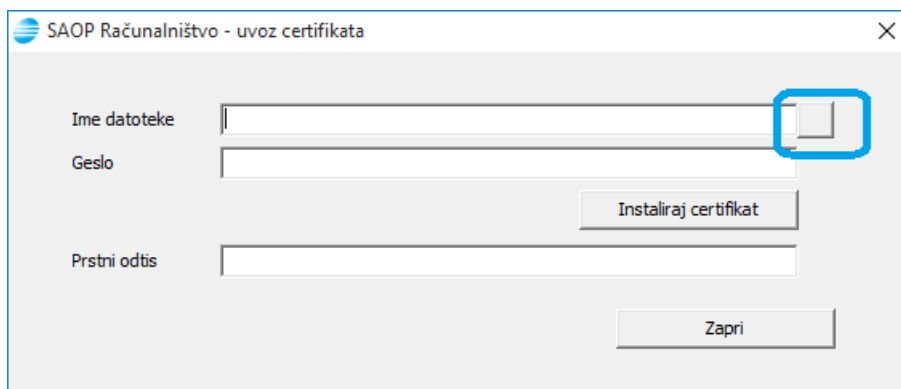 SAOP Računalništvo - uvoz certifikata
Ime datoteke
Geslo
Instaliraj certifikat
Prstni odtis
Zapri